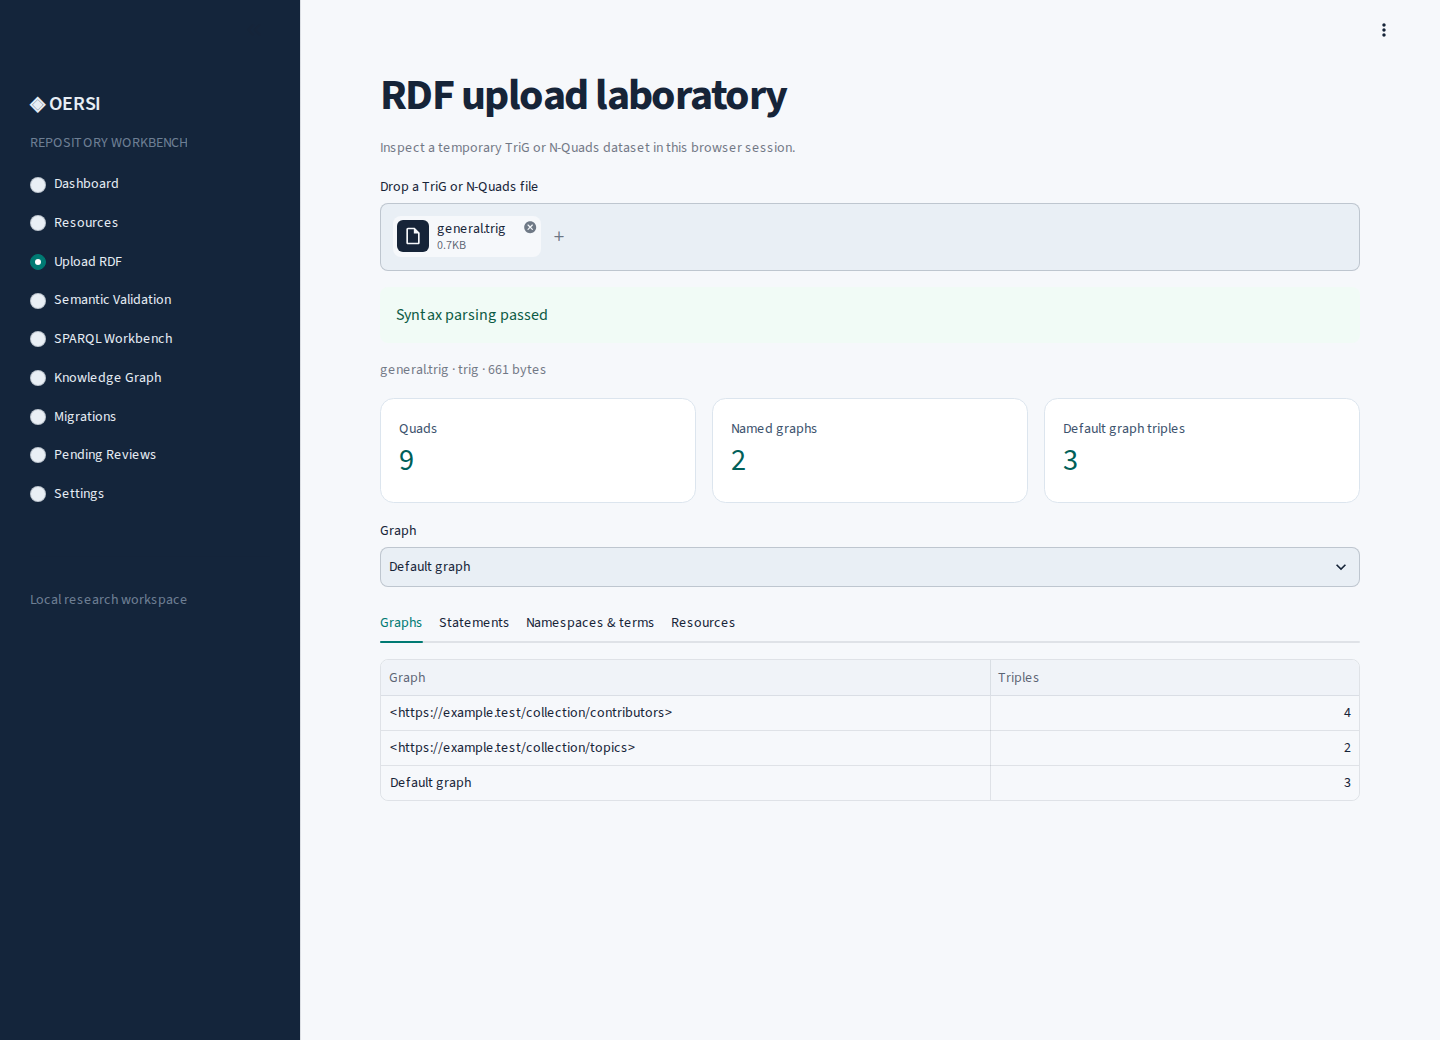 ◈ OERSI
REPOSITORY WORKBENCH
Dashboard
Resources
Upload RDF
Semantic Validation
SPARQL Workbench
Knowledge Graph
Migrations
Pending Reviews
Settings
Local research workspace
RDF upload laboratory
Inspect a temporary TriG or N-Quads dataset in this browser session.
Drop a TriG or N-Quads file
general.trig
0.7KB
Syntax parsing passed
general.trig · trig · 661 bytes
Quads
9
Named graphs
2
Default graph triples
3
Graph
Default graph
Graphs Statements Namespaces & terms Resources
Graph Triples
<https://example.test/collection/contributors> 4
<https://example.test/collection/topics> 2
Default graph 3